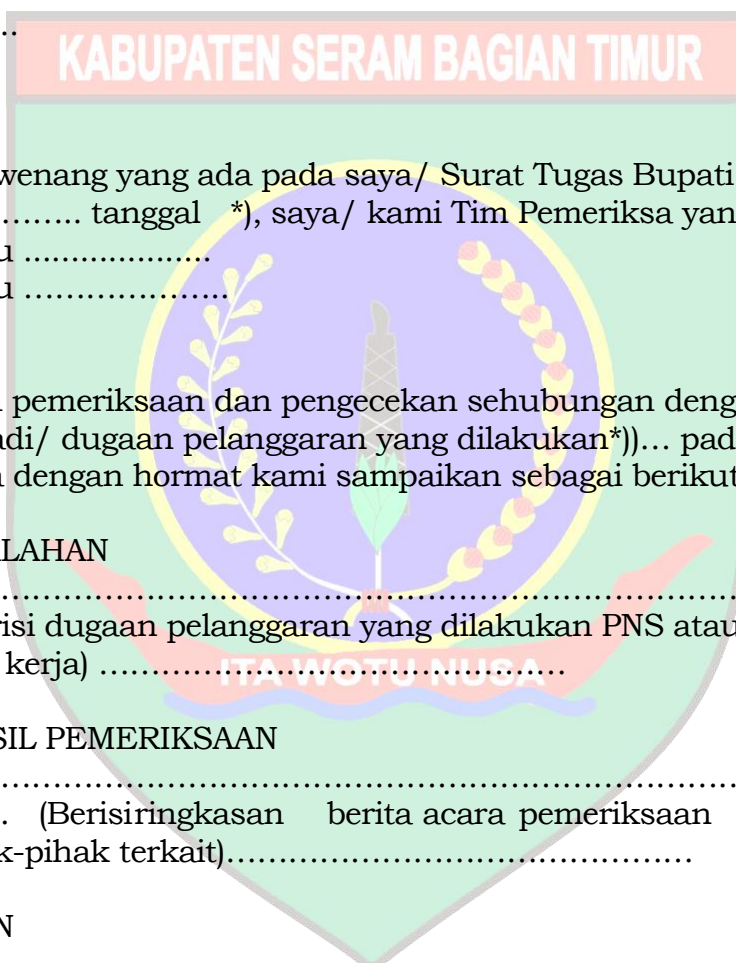 ..
KABUPATEN SERAM BAGIAN TIMUR
wenang yang ada pada saya/ Surat Tugas Bupati
…….. tanggal *), saya/ kami Tim Pemeriksa yan
u ....................
u ………………….
pemeriksaan dan pengecekan sehubungan deng
adi/ dugaan pelanggaran yang dilakukan*))… pad
dengan hormat kami sampaikan sebagai berikut
ALAHAN
……………………………………………………………………
risi dugaan pelanggaran yang dilakukan PNS atau
kerja) ………………………………………
ITA WOTU NUSA
SIL PEMERIKSAAN
……………………………………………………………………
. (Berisiringkasan berita acara pemeriksaan
k-pihak terkait)……………………………………
N